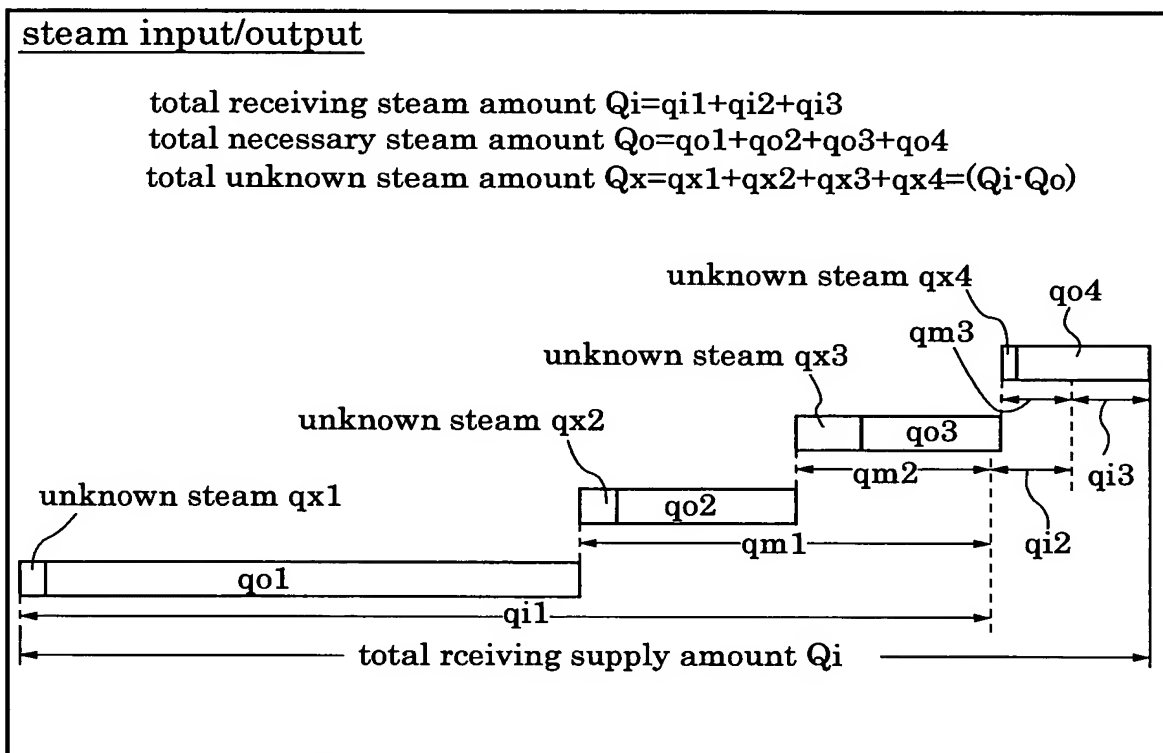 steam input/output
total receiving steam amount Qi=qi1+qi2+qi3
total necessary steam amount Qo=qo1+qo2+qo3+qo4
total unknown steam amount Qx=qx1+qx2+qx3+qx4=(Qi-Qo)
unknown steam qx4
qo4
qm3
unknown steam qx3
unknown steam qx2
qo3
qm2
qi3
unknown steam qx1
qo2
qm1
qi2
qo1
qi1
total rceiving supply amount Qi